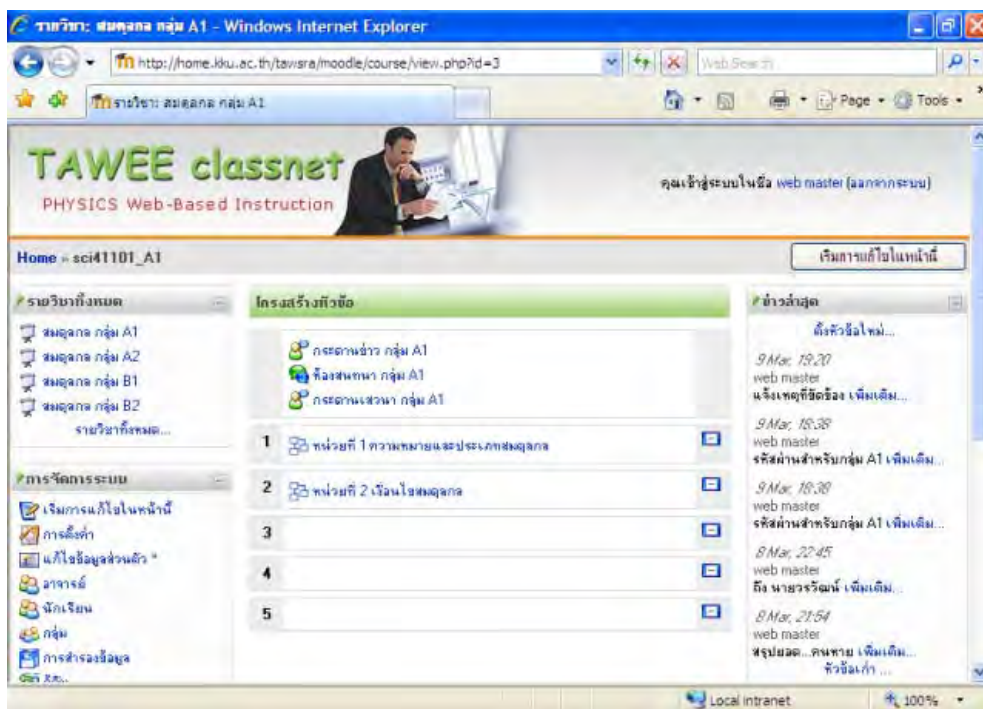 รายวิชา: สมดุลกล กลุ่ม A1 - Windows Internet Explorer
http://home.kku.ac.th/tawsra/moodle/course/view.php?id=3
Web Search
รายวิชา: สมดุลกล กลุ่ม A1
Page
Tools
TAWEE classnet
PHYSICS Web-Based Instruction
คุณเข้าสู่ระบบในชื่อ web master (ออกจากระบบ)
Home » sci41101_A1
เริ่มการแก้ไขในหน้านี้
รายวิชาทั้งหมด
สมดุลกล กลุ่ม A1
สมดุลกล กลุ่ม A2
สมดุลกล กลุ่ม B1
สมดุลกล กลุ่ม B2
รายวิชาทั้งหมด...
การจัดการระบบ
เริ่มการแก้ไขในหน้านี้
การตั้งค่า
แก้ไขข้อมูลส่วนตัว *
อาจารย์
นักเรียน
กลุ่ม
การสำรองข้อมูล
โครงสร้างหัวข้อ
กระดานข่าว กลุ่ม A1
ห้องสนทนา กลุ่ม A1
กระดานเสวนา กลุ่ม A1
1 หน่วยที่ 1 ความหมายและประเภทสมดุลกล
2 หน่วยที่ 2 เงื่อนไขสมดุลกล
3
4
5
ข่าวล่าสุด
ตั้งหัวข้อใหม่...
9 Mar, 19:20
web master
แจ้งเหตุที่ขัดข้อง เพิ่มเติม...
9 Mar, 18:38
web master
รหัสผ่านสำหรับกลุ่ม A1 เพิ่มเติม...
9 Mar, 18:38
web master
รหัสผ่านสำหรับกลุ่ม A1 เพิ่มเติม...
8 Mar, 22:45
web master
ถึง นายวรวัฒน์ เพิ่มเติม...
8 Mar, 21:54
web master
สรุปยอด...คนหาย เพิ่มเติม...
หัวข้อเก่า ...
Local intranet
100%